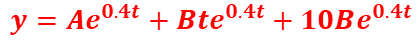 y = Ae^{0.4t} + Bte^{0.4t} + 10Be^{0.4t}